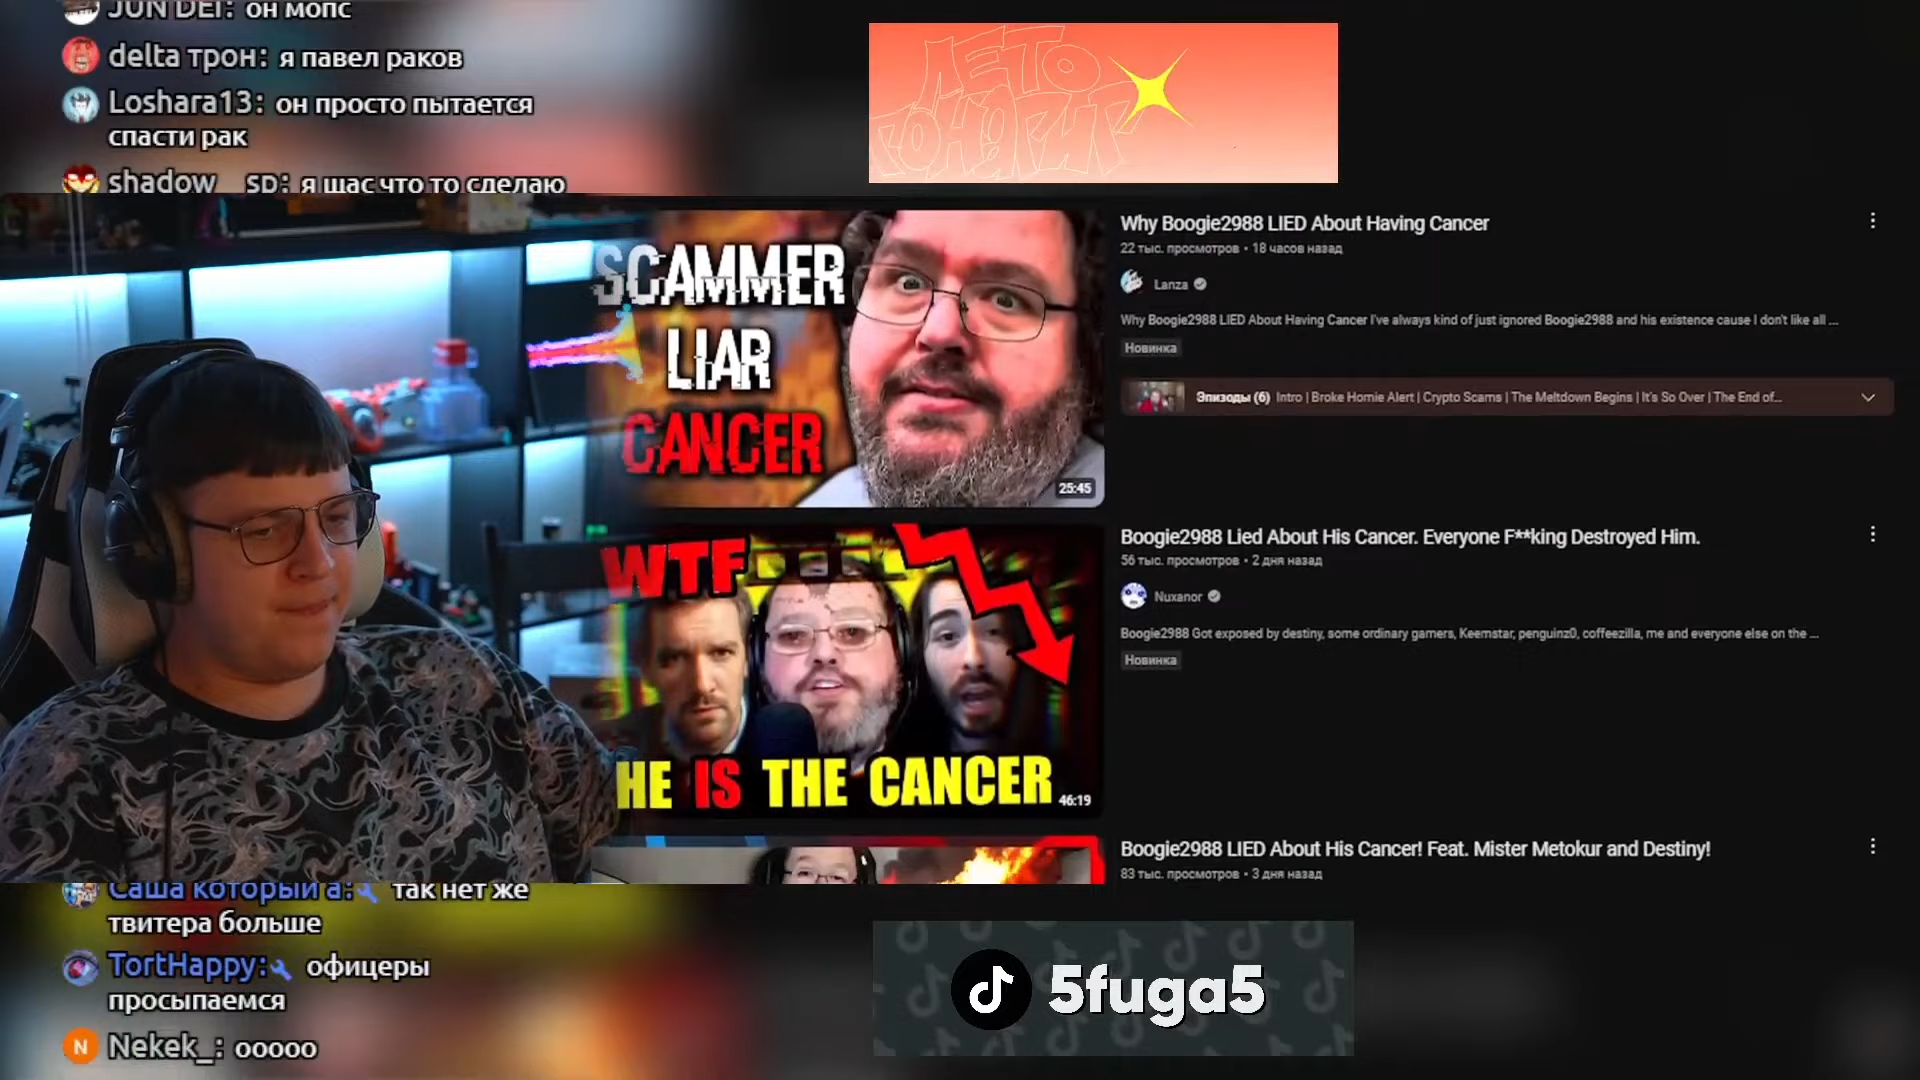 JUN DEI: он мопс
delta трон: я павел раков
Loshara13: он просто пытается
спасти рак
shadow__SD: я щас что то сделаю
ЛЕТО
ГОНЯГИГ
SCAMMER
LIAR
CANCER
25:45
Why Boogie2988 LIED About Having Cancer
22 тыс. просмотров • 18 часов назад
Lanza
Why Boogie2988 LIED About Having Cancer I've always kind of just ignored Boogie2988 and his existence cause I don't like all ...
Новинка
Эпизоды (6) Intro | Broke Homie Alert | Crypto Scams | The Meltdown Begins | It's So Over | The End of...
WTF
HE IS THE CANCER
46:19
Boogie2988 Lied About His Cancer. Everyone F**king Destroyed Him.
56 тыс. просмотров • 2 дня назад
Nuxanor
Boogie2988 Got exposed by destiny, some ordinary gamers, Keemstar, penguinz0, coffeezilla, me and everyone else on the ...
Новинка
Boogie2988 LIED About His Cancer! Feat. Mister Metokur and Destiny!
83 тыс. просмотров • 3 дня назад
Саша который а: так нет же
твитера больше
TortHappy: офицеры
просыпаемся
N Nekek_: ооооо
5fuga5